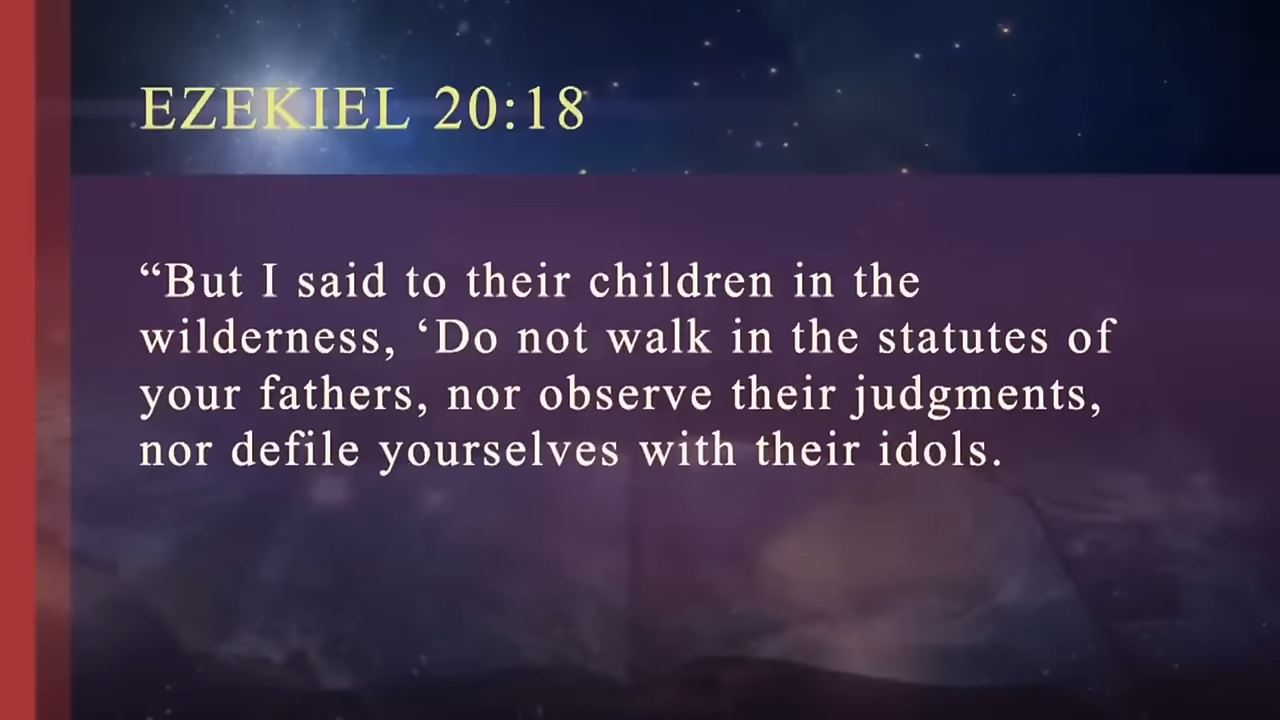 EZEKIEL 20:18
“But I said to their children in the
wilderness, ‘Do not walk in the statutes of
your fathers, nor observe their judgments,
nor defile yourselves with their idols.